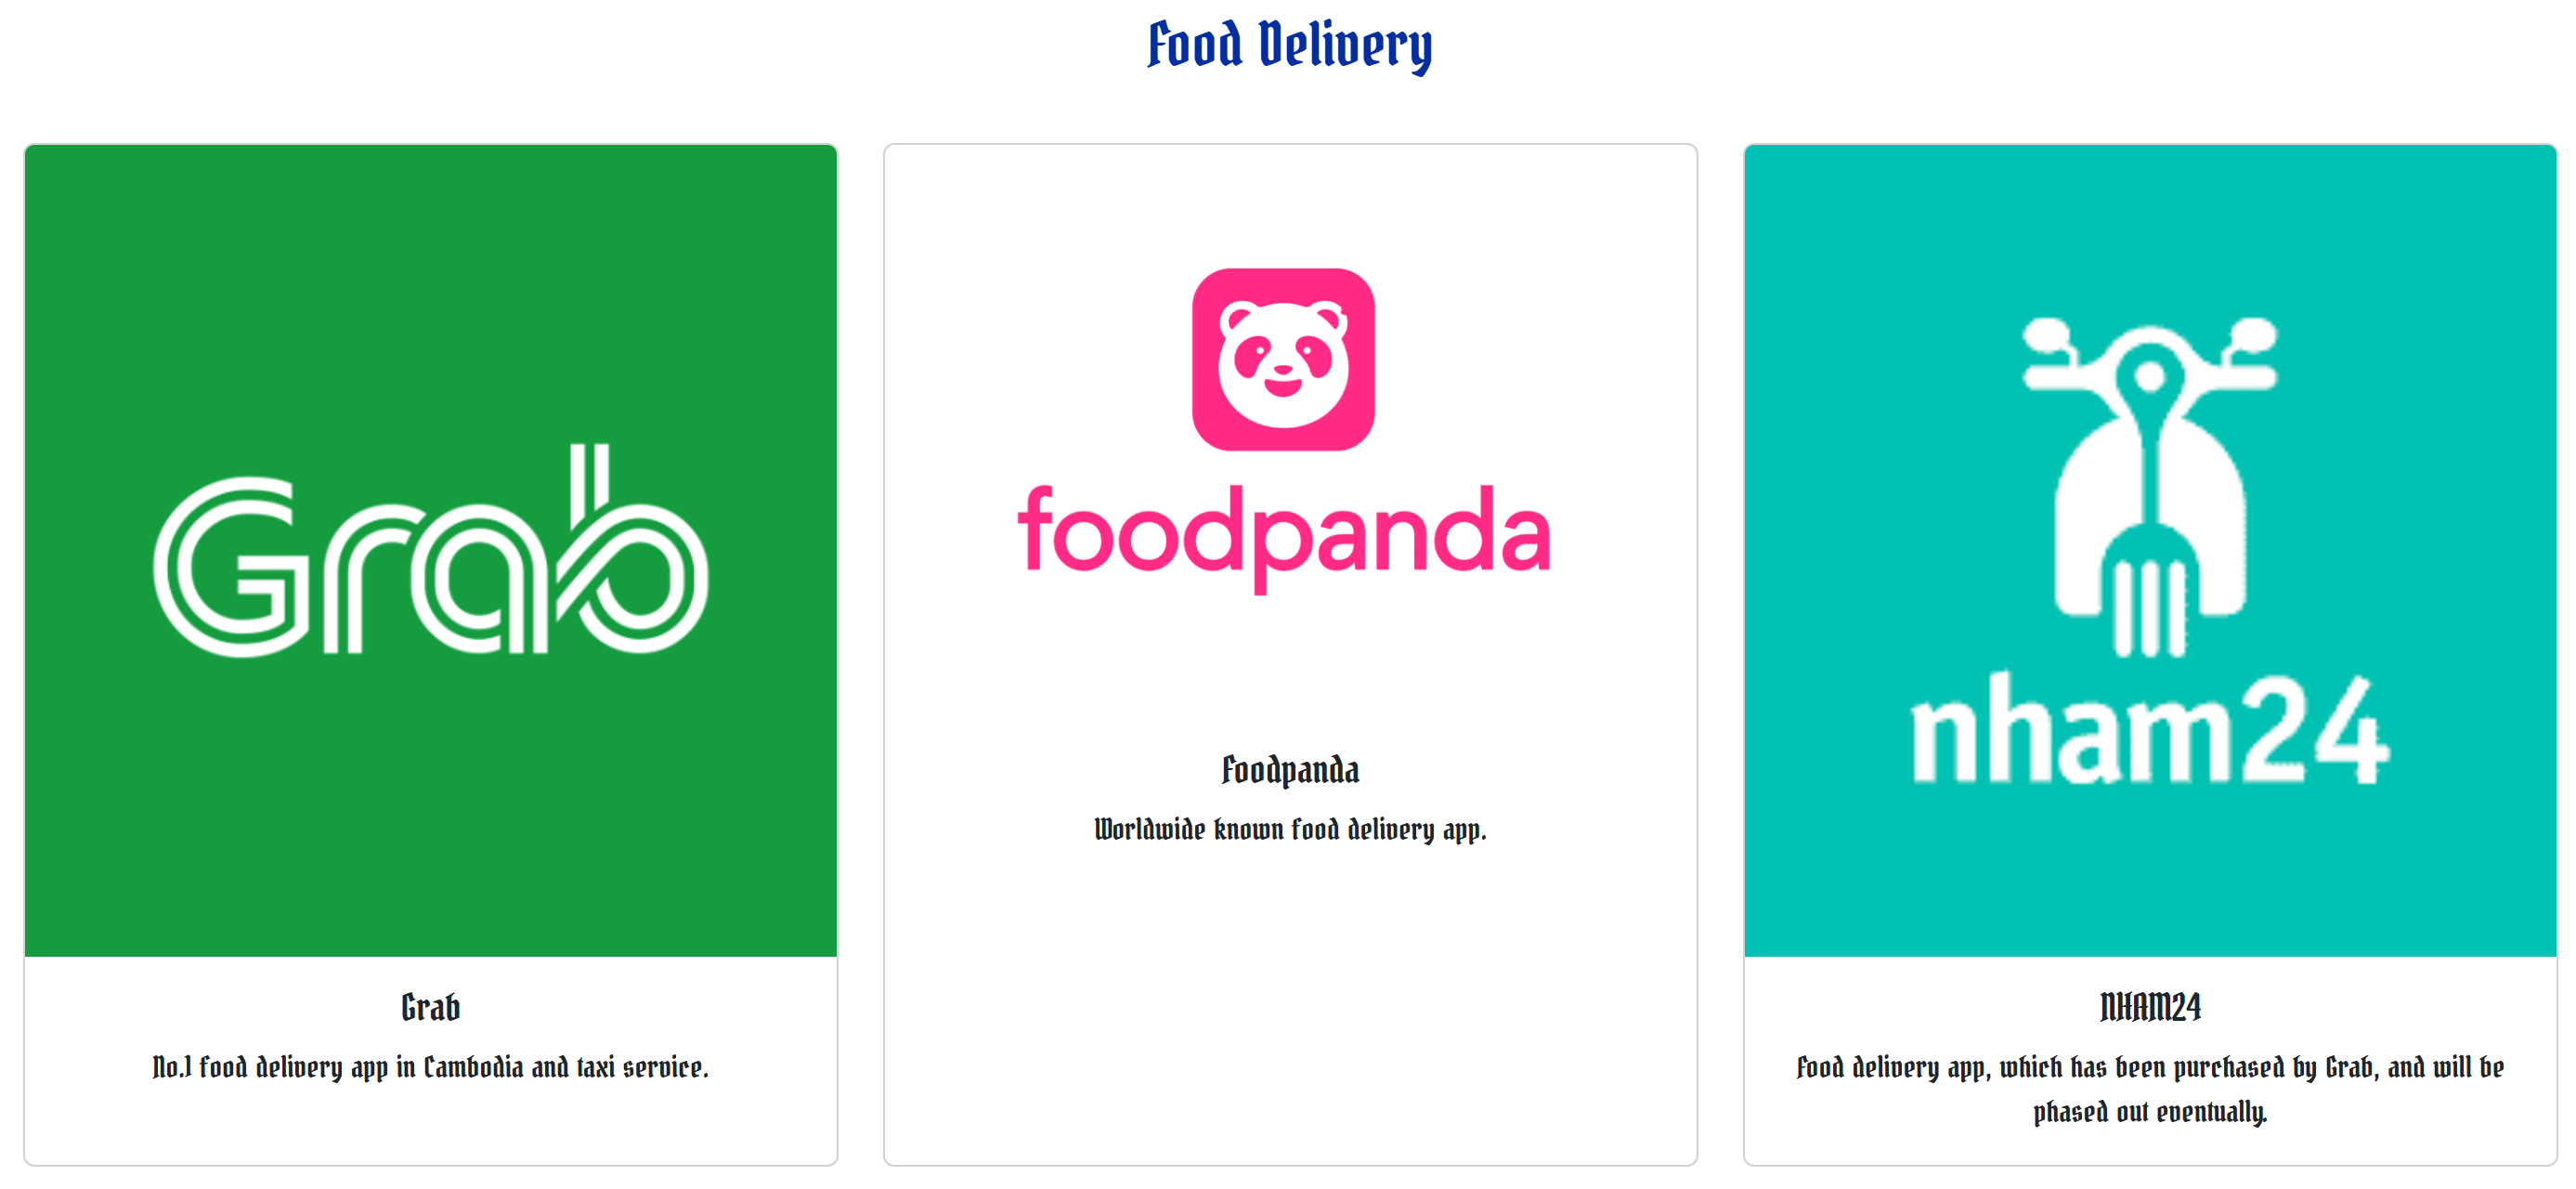 Food Delivery
Grab
Grab
No.1 food delivery app in Cambodia and taxi service.
foodpanda
Foodpanda
Worldwide known food delivery app.
nham24
NHAM24
Food delivery app, which has been purchased by Grab, and will be
phased out eventually.